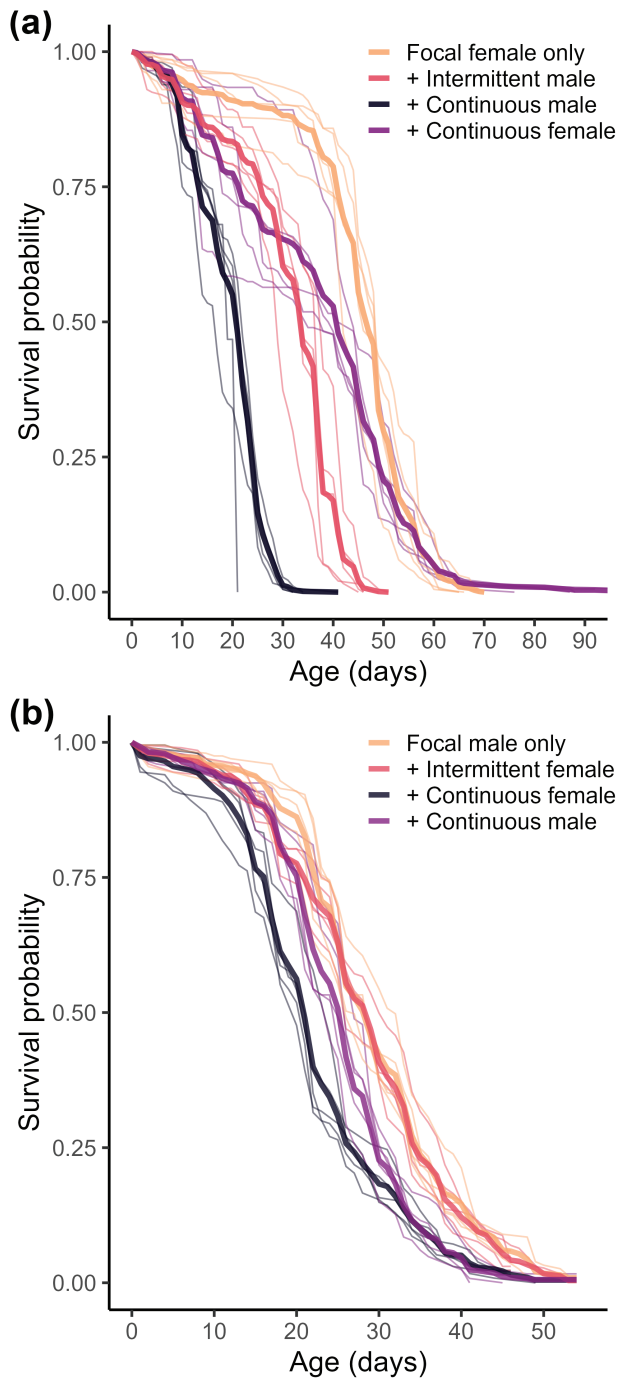 (a)
1.00
0.75
0.50
0.25
0.00
Survival probability
Focal female only
+ Intermittent male
+ Continuous male
+ Continuous female
0 10 20 30 40 50 60 70 80 90
Age (days)
(b)
1.00
0.75
0.50
0.25
0.00
Survival probability
Focal male only
+ Intermittent female
+ Continuous female
+ Continuous male
0 10 20 30 40 50
Age (days)